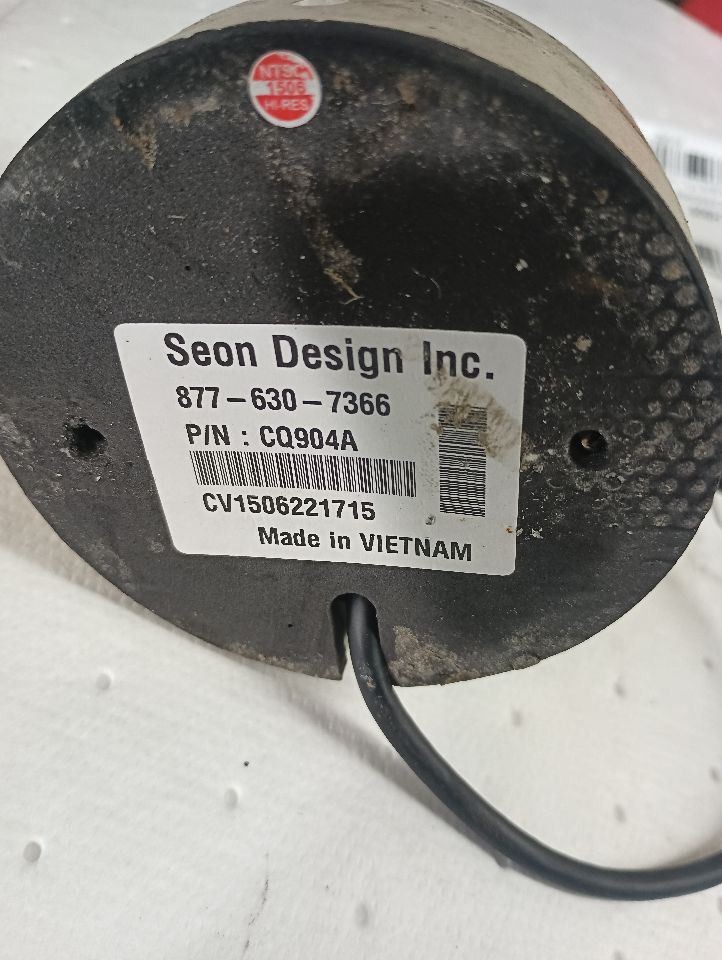 NTSC
1506
HI-RES
Seon Design Inc.
877-630-7366
P/N : CQ904A
CV1506221715
Made in VIETNAM